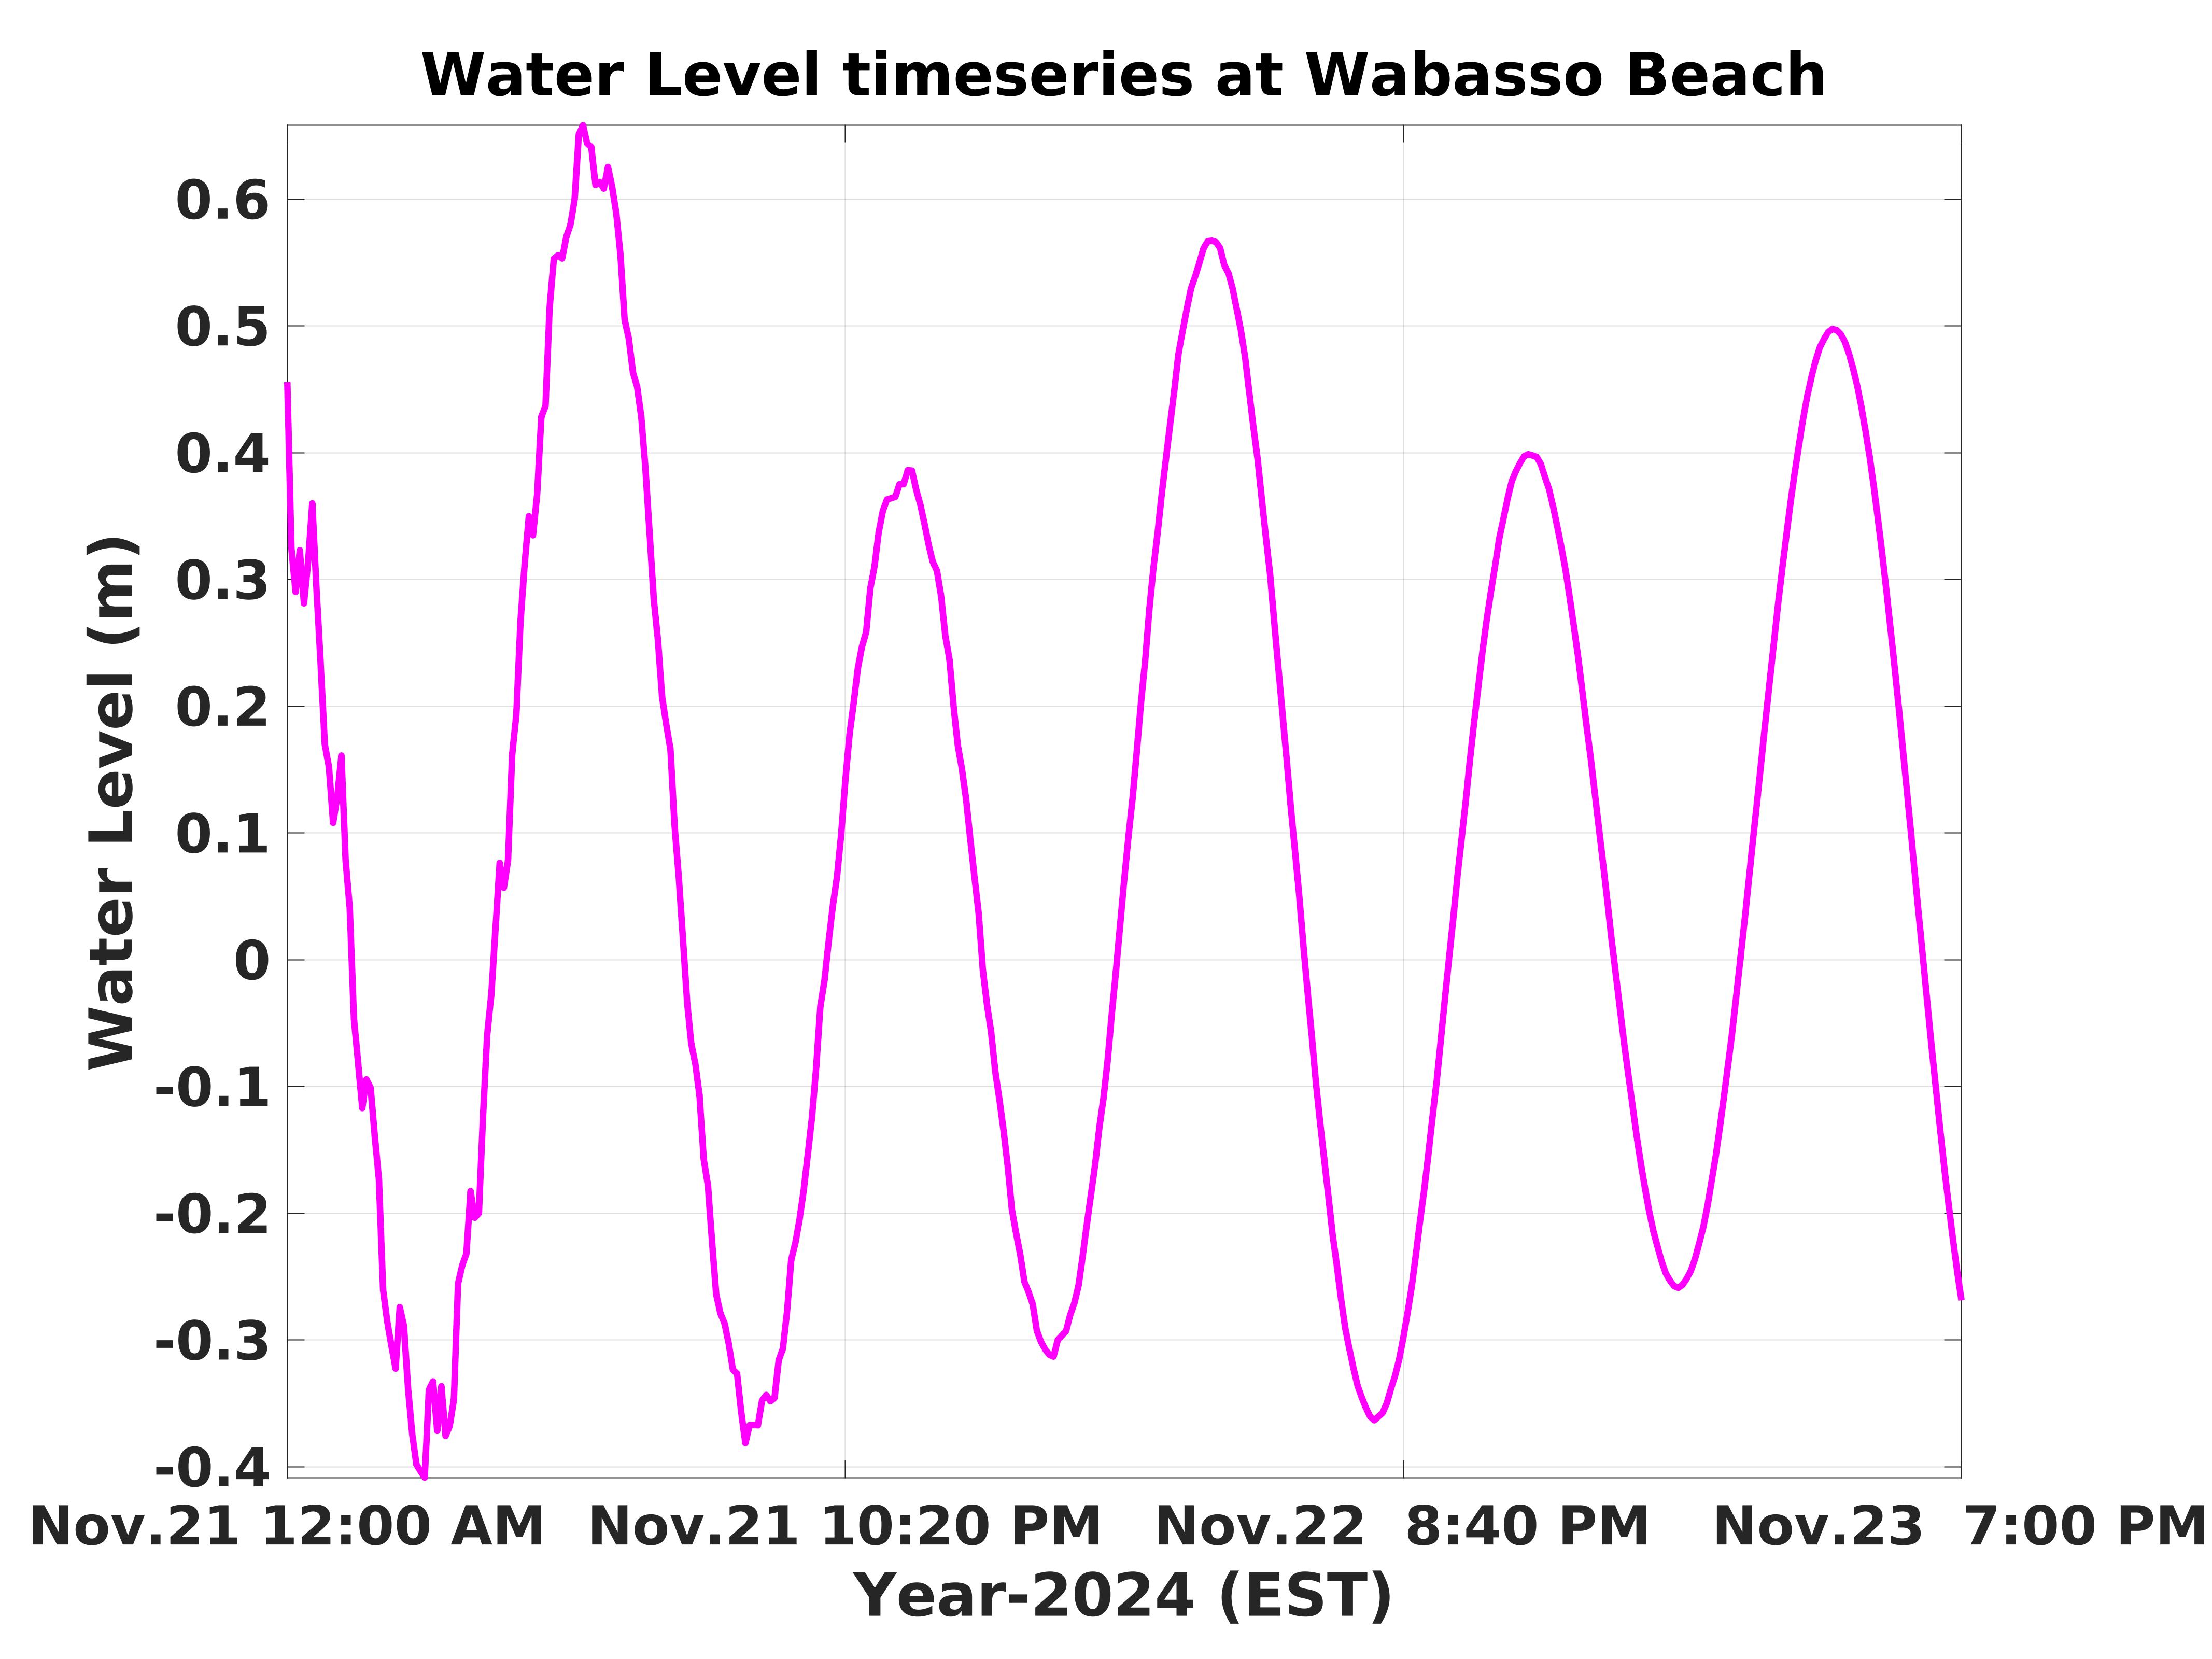 Water Level timeseries at Wabasso Beach
Water Level (m)
0.6
0.5
0.4
0.3
0.2
0.1
0
-0.1
-0.2
-0.3
-0.4
Nov.21 12:00 AM Nov.21 10:20 PM Nov.22 8:40 PM Nov.23 7:00 PM
Year-2024 (EST)